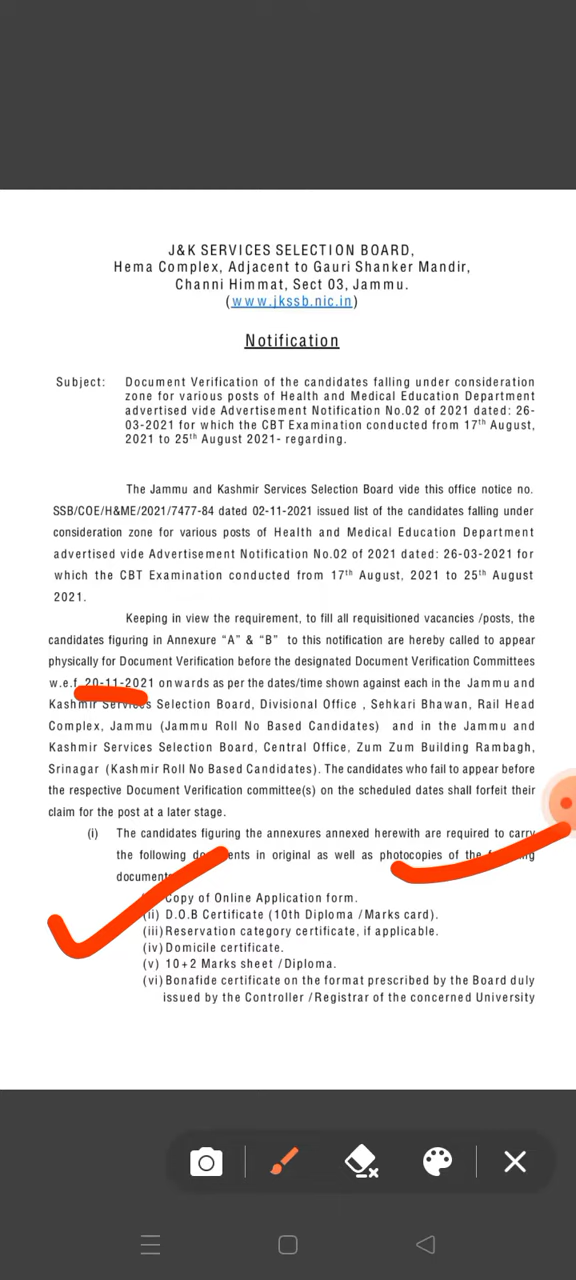 J&K SERVICES SELECTION BOARD,
Hema Complex, Adjacent to Gauri Shanker Mandir,
Channi Himmat, Sect 03, Jammu.
(www.jkssb.nic.in)
Notification
Subject: Document Verification of the candidates falling under consideration
zone for various posts of Health and Medical Education Department
advertised vide Advertisement Notification No.02 of 2021 dated: 26-
03-2021 for which the CBT Examination conducted from 17th August,
2021 to 25th August 2021- regarding.
The Jammu and Kashmir Services Selection Board vide this office notice no.
SSB/COE/H&ME/2021/7477-84 dated 02-11-2021 issued list of the candidates falling under
consideration zone for various posts of Health and Medical Education Department
advertised vide Advertisement Notification No.02 of 2021 dated: 26-03-2021 for
which the CBT Examination conducted from 17th August, 2021 to 25th August
2021.
Keeping in view the requirement, to fill all requisitioned vacancies /posts, the
candidates figuring in Annexure "A" & "B" to this notification are hereby called to appear
physically for Document Verification before the designated Document Verification Committees
w.e.f. 20-11-2021 onwards as per the dates/time shown against each in the Jammu and
Kashmir Services Selection Board, Divisional Office , Sehkari Bhawan, Rail Head
Complex, Jammu (Jammu Roll No Based Candidates) and in the Jammu and
Kashmir Services Selection Board, Central Office, Zum Zum Building Rambagh,
Srinagar (Kashmir Roll No Based Candidates). The candidates who fail to appear before
the respective Document Verification committee(s) on the scheduled dates shall forfeit their
claim for the post at a later stage.
(i) The candidates figuring the annexures annexed herewith are required to carry
the following in original as well as photocopies of the
Copy of Online Application form.
(ii) D.O.B Certificate (10th Diploma /Marks card).
(iii) Reservation category certificate, if applicable.
(iv) Domicile certificate.
(v) 10+2 Marks sheet /Diploma.
(vi) Bonafide certificate on the format prescribed by the Board duly
issued by the Controller /Registrar of the concerned University